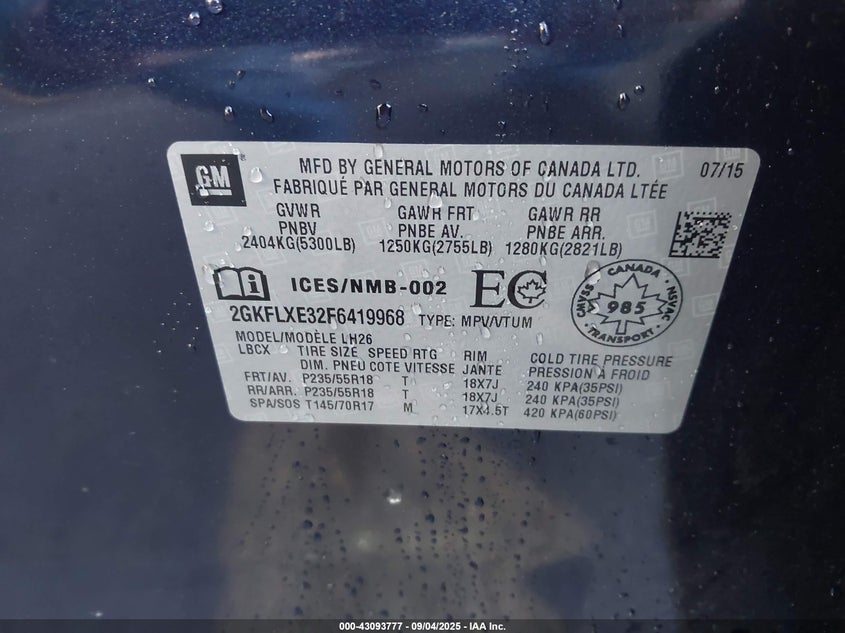 GM
MFD BY GENERAL MOTORS OF CANADA LTD. 07/15
FABRIQUÉ PAR GENERAL MOTORS DU CANADA LTÉE
GVWR GAWR FRT GAWR RR
PNBV PNBE AV. PNBE ARR.
2404KG(5300LB) 1250KG(2755LB) 1280KG(2821LB)
ICES/NMB-002 EC
CANADA
CMVSS 985 NSVAC
TRANSPORT
2GKFLXE32F6419968 TYPE: MPV/VTUM
MODEL/MODÈLE LH26
LBCX TIRE SIZE SPEED RTG RIM COLD TIRE PRESSURE
DIM. PNEU COTE VITESSE JANTE PRESSION A FROID
FRT/AV. P235/55R18 T 18X7J 240 KPA(35PSI)
RR/ARR. P235/55R18 T 18X7J 240 KPA(35PSI)
SPA/SOS T145/70R17 M 17X4.5T 420 KPA(60PSI)
000-43093777 - 09/04/2025 - IAA Inc.